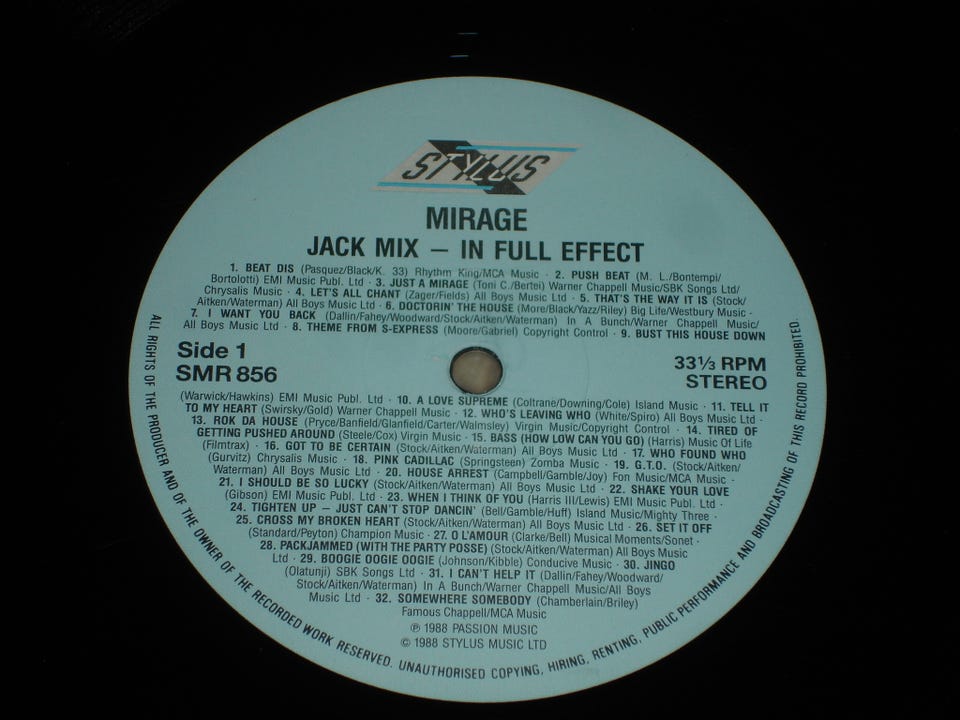 STYLUS
MIRAGE
JACK MIX – IN FULL EFFECT
1. BEAT DIS (Pasquez/Black/K. 33) Rhythm King/MCA Music · 2. PUSH BEAT (M. L./Bontempi/
Bortolotti) EMI Music Publ. Ltd · 3. JUST A MIRAGE (Toni C./Bertei) Warner Chappell Music/SBK Songs Ltd/
Chrysalis Music · 4. LET'S ALL CHANT (Zager/Fields) All Boys Music Ltd · 5. THAT'S THE WAY IT IS (Stock/
Aitken/Waterman) All Boys Music Ltd · 6. DOCTORIN' THE HOUSE (More/Black/Yazz/Riley) Big Life/Westbury Music ·
7. I WANT YOU BACK (Dallin/Fahey/Woodward/Stock/Aitken/Waterman) In A Bunch/Warner Chappell Music/
All Boys Music Ltd · 8. THEME FROM S-EXPRESS (Moore/Gabriel) Copyright Control · 9. BUST THIS HOUSE DOWN
Side 1
SMR 856
33⅓ RPM
STEREO
(Warwick/Hawkins) EMI Music Publ. Ltd · 10. A LOVE SUPREME (Coltrane/Downing/Cole) Island Music · 11. TELL IT
TO MY HEART (Swirsky/Gold) Warner Chappell Music · 12. WHO'S LEAVING WHO (White/Spiro) All Boys Music Ltd ·
13. ROK DA HOUSE (Pryce/Banfield/Glanfield/Carter/Walmsley) Virgin Music/Copyright Control · 14. TIRED OF
GETTING PUSHED AROUND (Steele/Cox) Virgin Music · 15. BASS (HOW LOW CAN YOU GO) (Harris) Music Of Life
(Filmtrax) · 16. GOT TO BE CERTAIN (Stock/Aitken/Waterman) All Boys Music Ltd · 17. WHO FOUND WHO
(Gurvitz) Chrysalis Music · 18. PINK CADILLAC (Springsteen) Zomba Music · 19. G.T.O. (Stock/Aitken/
Waterman) All Boys Music Ltd · 20. HOUSE ARREST (Campbell/Gamble/Joy) Fon Music/MCA Music ·
21. I SHOULD BE SO LUCKY (Stock/Aitken/Waterman) All Boys Music Ltd · 22. SHAKE YOUR LOVE
(Gibson) EMI Music Publ. Ltd · 23. WHEN I THINK OF YOU (Harris III/Lewis) EMI Music Publ. Ltd ·
24. TIGHTEN UP – JUST CAN'T STOP DANCIN' (Bell/Gamble/Huff) Island Music/Mighty Three ·
25. CROSS MY BROKEN HEART (Stock/Aitken/Waterman) All Boys Music Ltd · 26. SET IT OFF
(Standard/Peyton) Champion Music · 27. O L'AMOUR (Clarke/Bell) Musical Moments/Sonet ·
28. PACKJAMMED (WITH THE PARTY POSSE) (Stock/Aitken/Waterman) All Boys Music
Ltd · 29. BOOGIE OOGIE OOGIE (Johnson/Kibble) Conducive Music · 30. JINGO
(Olatunji) SBK Songs Ltd · 31. I CAN'T HELP IT (Dallin/Fahey/Woodward/
Stock/Aitken/Waterman) In A Bunch/Warner Chappell Music/All Boys
Music Ltd · 32. SOMEWHERE SOMEBODY (Chamberlain/Briley)
Famous Chappell/MCA Music
℗ 1988 PASSION MUSIC
© 1988 STYLUS MUSIC LTD
ALL RIGHTS OF THE PRODUCER AND OF THE OWNER OF THE RECORDED WORK RESERVED. UNAUTHORISED COPYING, HIRING, RENTING, PUBLIC PERFORMANCE AND BROADCASTING OF THIS RECORD PROHIBITED.